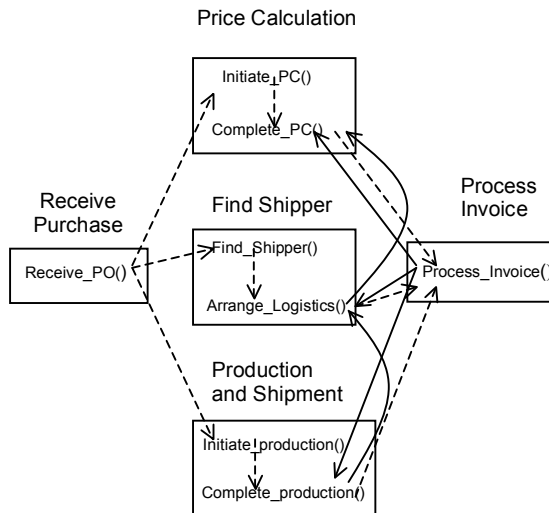 Price Calculation
Initiate_PC()
Complete_PC()
Receive
Purchase
Find Shipper
Process
Invoice
Receive_PO()
Find_Shipper()
Process_Invoice()
Arrange_Logistics()
Production
and Shipment
Initiate_production()
Complete_production()